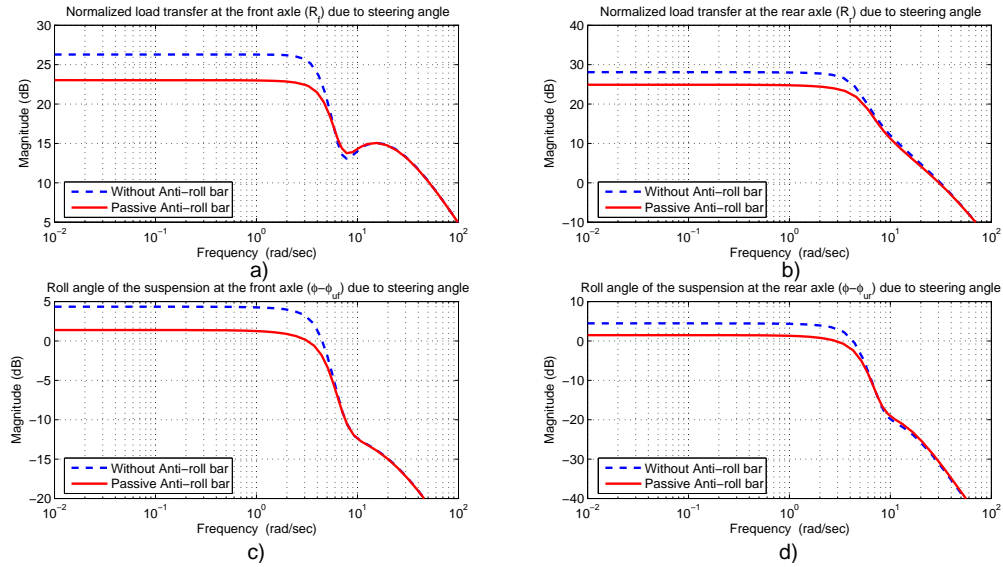 Normalized load transfer at the front axle (R_f) due to steering angle
30
25
20
15
10
5
Magnitude (dB)
Without Anti-roll bar
Passive Anti-roll bar
10^−2
10^−1
10^0
10^1
10^2
Frequency (rad/sec)
a)
Normalized load transfer at the rear axle (R_r) due to steering angle
40
30
20
10
0
−10
Magnitude (dB)
Without Anti-roll bar
Passive Anti-roll bar
10^−2
10^−1
10^0
10^1
10^2
Frequency (rad/sec)
b)
Roll angle of the suspension at the front axle (ϕ−ϕ_uf) due to steering angle
5
0
−5
−10
−15
−20
Magnitude (dB)
Without Anti-roll bar
Passive Anti-roll bar
10^−2
10^−1
10^0
10^1
10^2
Frequency (rad/sec)
c)
Roll angle of the suspension at the rear axle (ϕ−ϕ_ur) due to steering angle
10
0
−10
−20
−30
−40
Magnitude (dB)
Without Anti-roll bar
Passive Anti-roll bar
10^−2
10^−1
10^0
10^1
10^2
Frequency (rad/sec)
d)